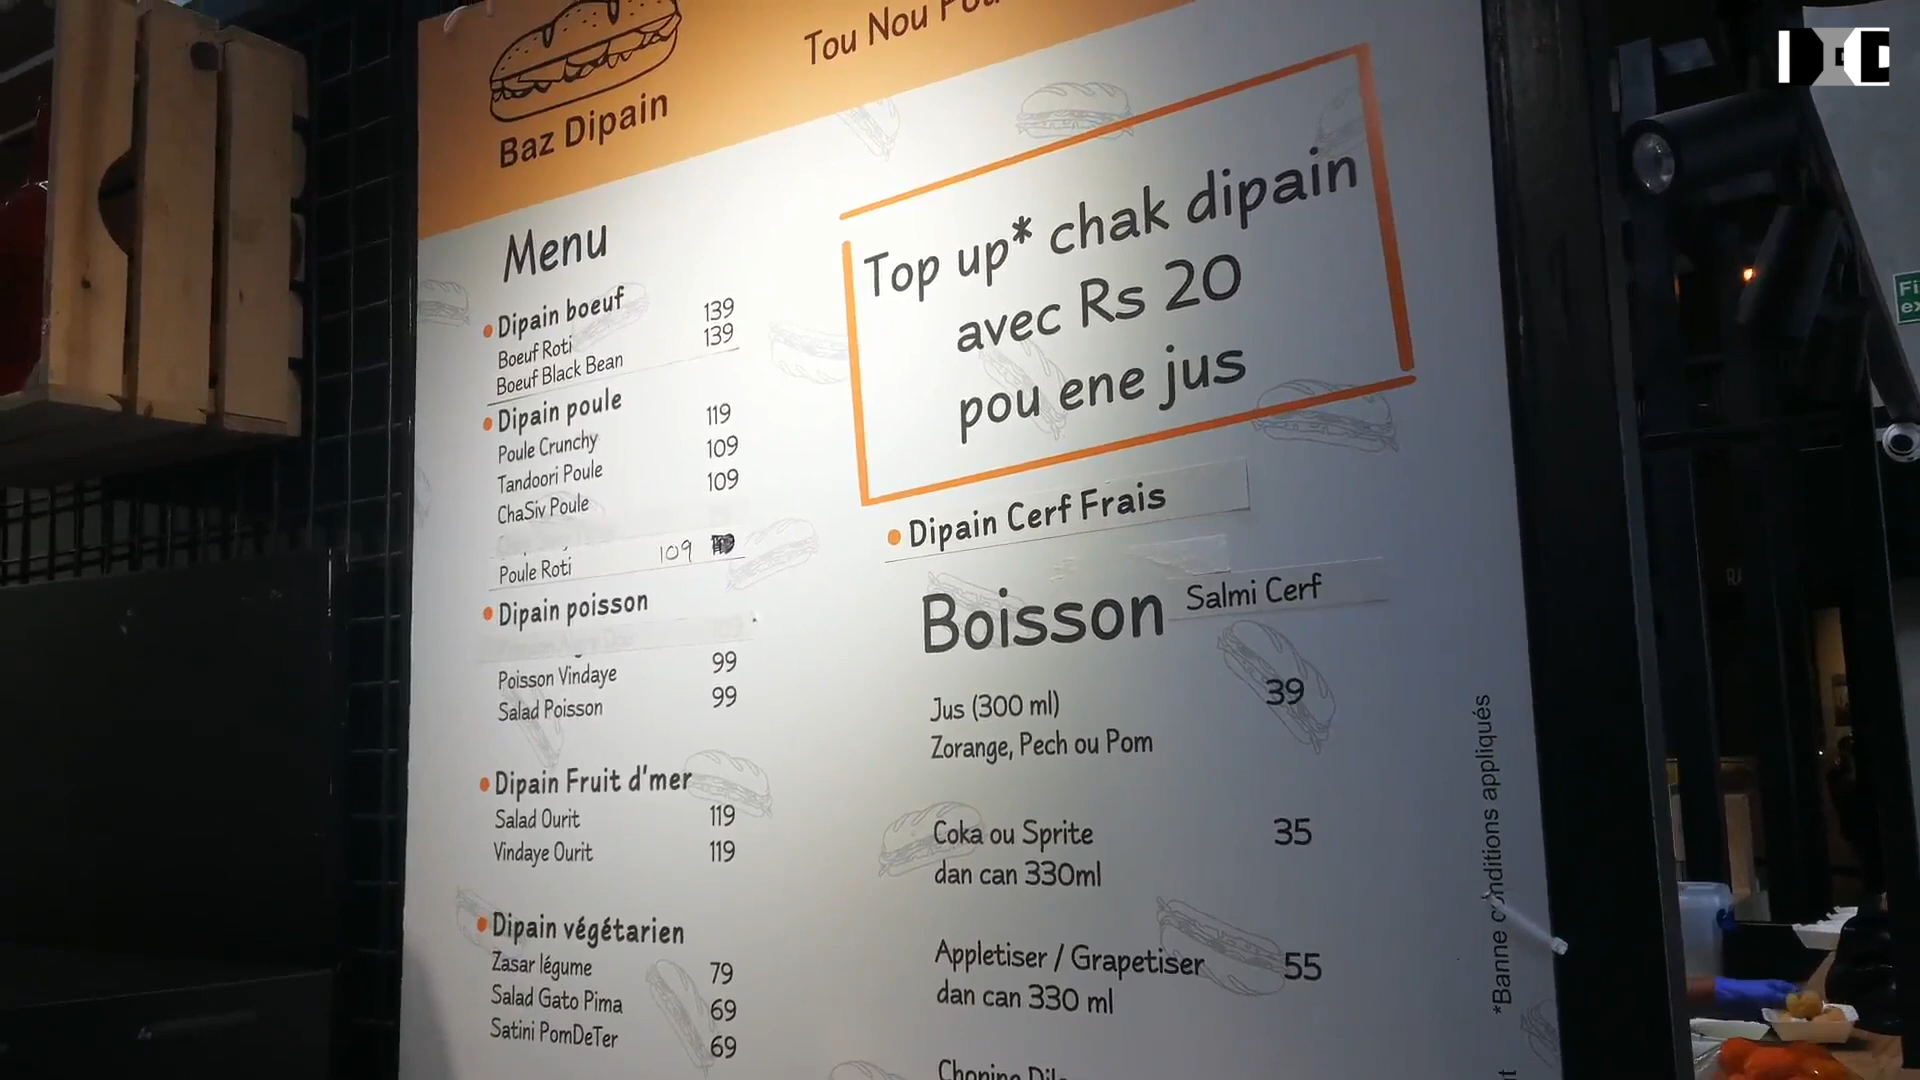 Baz Dipain
Tou Nou
Menu
Dipain boeuf
Boeuf Roti 139
Boeuf Black Bean 139
Dipain poule
Poule Crunchy 119
Tandoori Poule 109
ChaSiv Poule 109
Poule Roti 109
Dipain poisson
Poisson Vindaye 99
Salad Poisson 99
Dipain Fruit d'mer
Salad Ourit 119
Vindaye Ourit 119
Dipain végétarien
Zasar légume 79
Salad Gato Pima 69
Satini PomDeTer 69
Top up* chak dipain
avec Rs 20
pou ene jus
Dipain Cerf Frais
Salmi Cerf
Boisson
Jus (300 ml) 39
Zorange, Pech ou Pom
Coka ou Sprite 35
dan can 330ml
Appletiser / Grapetiser 55
dan can 330 ml
*Banne conditions appliqués